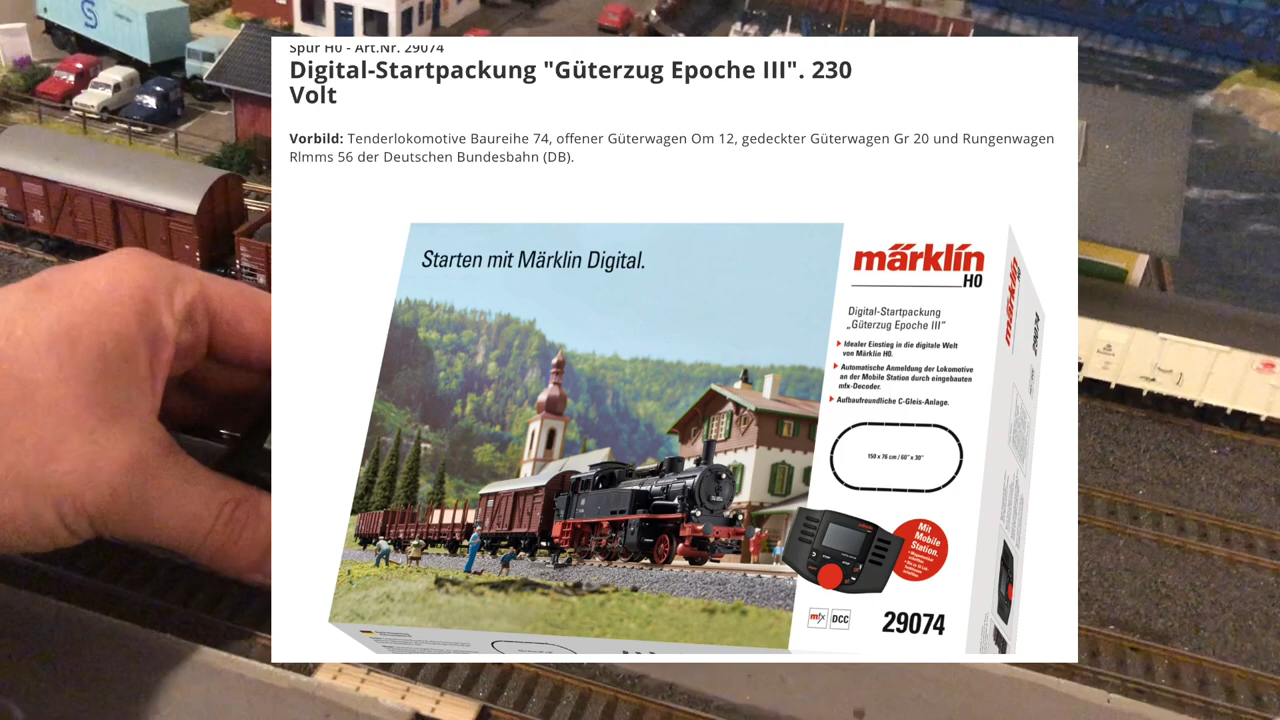 Spur H0 - Art.Nr. 29074
Digital-Startpackung "Güterzug Epoche III". 230
Volt
Vorbild: Tenderlokomotive Baureihe 74, offener Güterwagen Om 12, gedeckter Güterwagen Gr 20 und Rungenwagen
Rlmms 56 der Deutschen Bundesbahn (DB).
Starten mit Märklin Digital.
märklin
H0
Digital-Startpackung
„Güterzug Epoche III“
Idealer Einstieg in die digitale Welt
von Märklin H0.
Automatische Anmeldung der Lokomotive
an der Mobile Station durch eingebauten
mfx-Decoder.
Aufbaufreundliche C-Gleis-Anlage.
150 x 76 cm / 60" x 30"
Mit
Mobile
Station.
mfx
DCC
29074
märklin
H0
29074